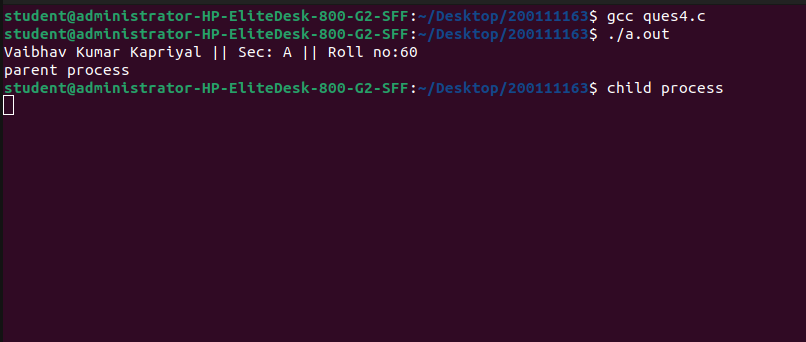 student@administrator-HP-EliteDesk-800-G2-SFF:~/Desktop/200111163$ gcc ques4.c
student@administrator-HP-EliteDesk-800-G2-SFF:~/Desktop/200111163$ ./a.out
Vaibhav Kumar Kapriyal || Sec: A || Roll no:60
parent process
student@administrator-HP-EliteDesk-800-G2-SFF:~/Desktop/200111163$ child process